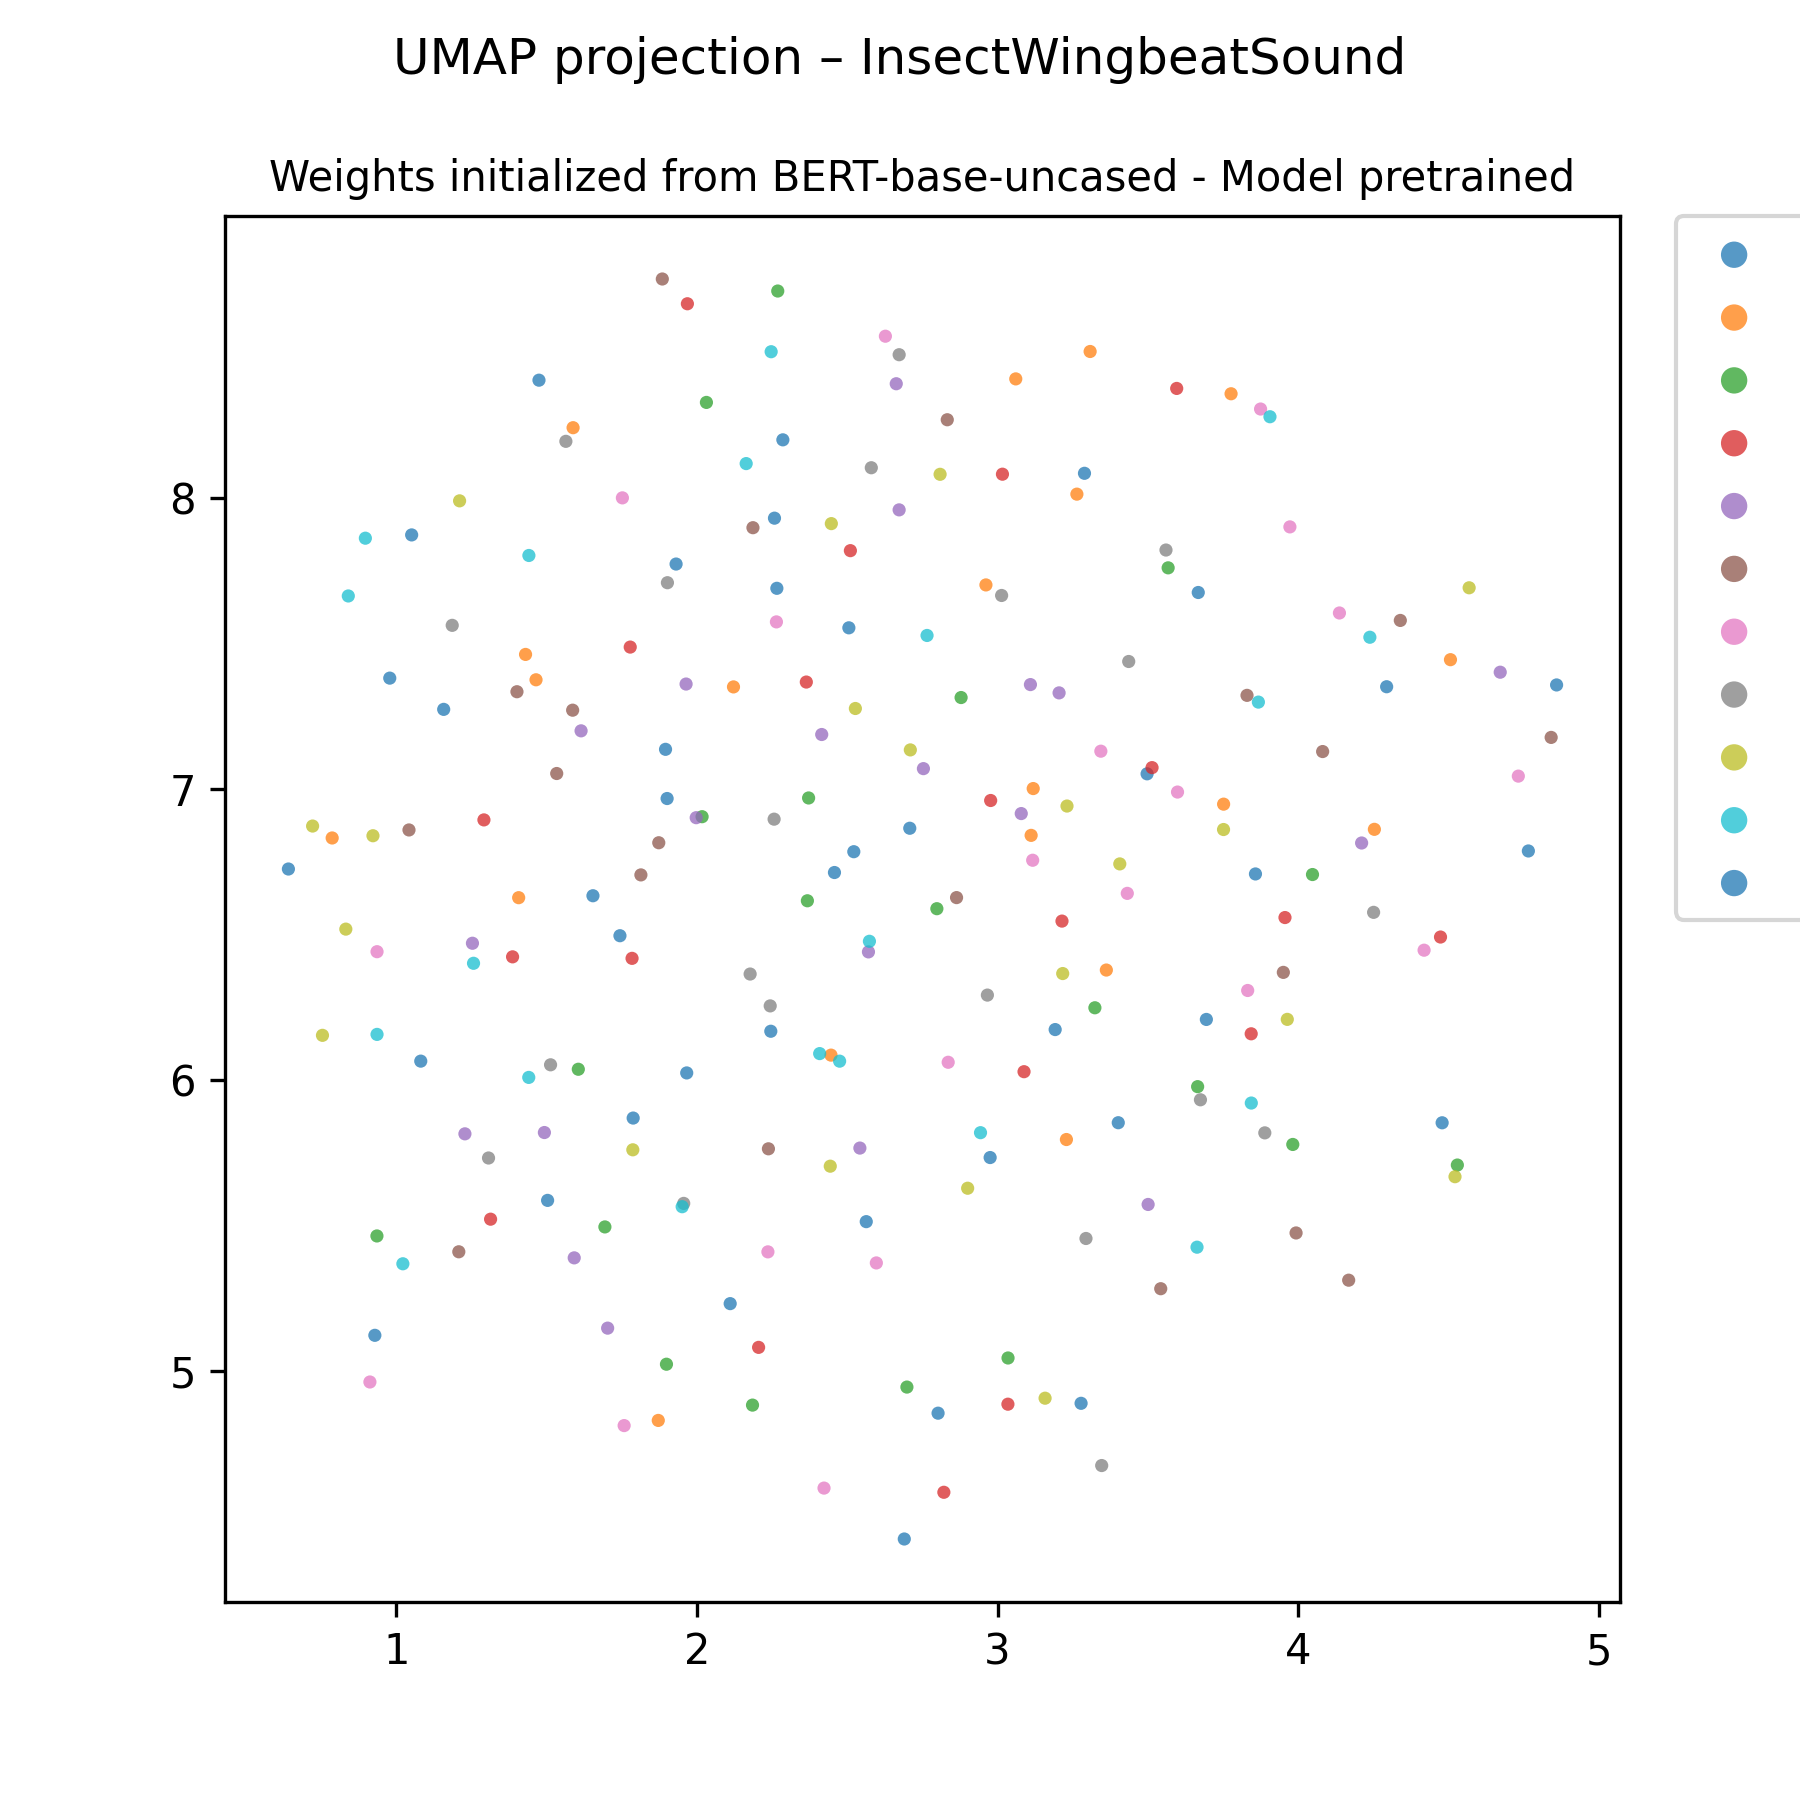 UMAP projection – InsectWingbeatSound
Weights initialized from BERT-base-uncased - Model pretrained
8
7
6
5
1 2 3 4 5